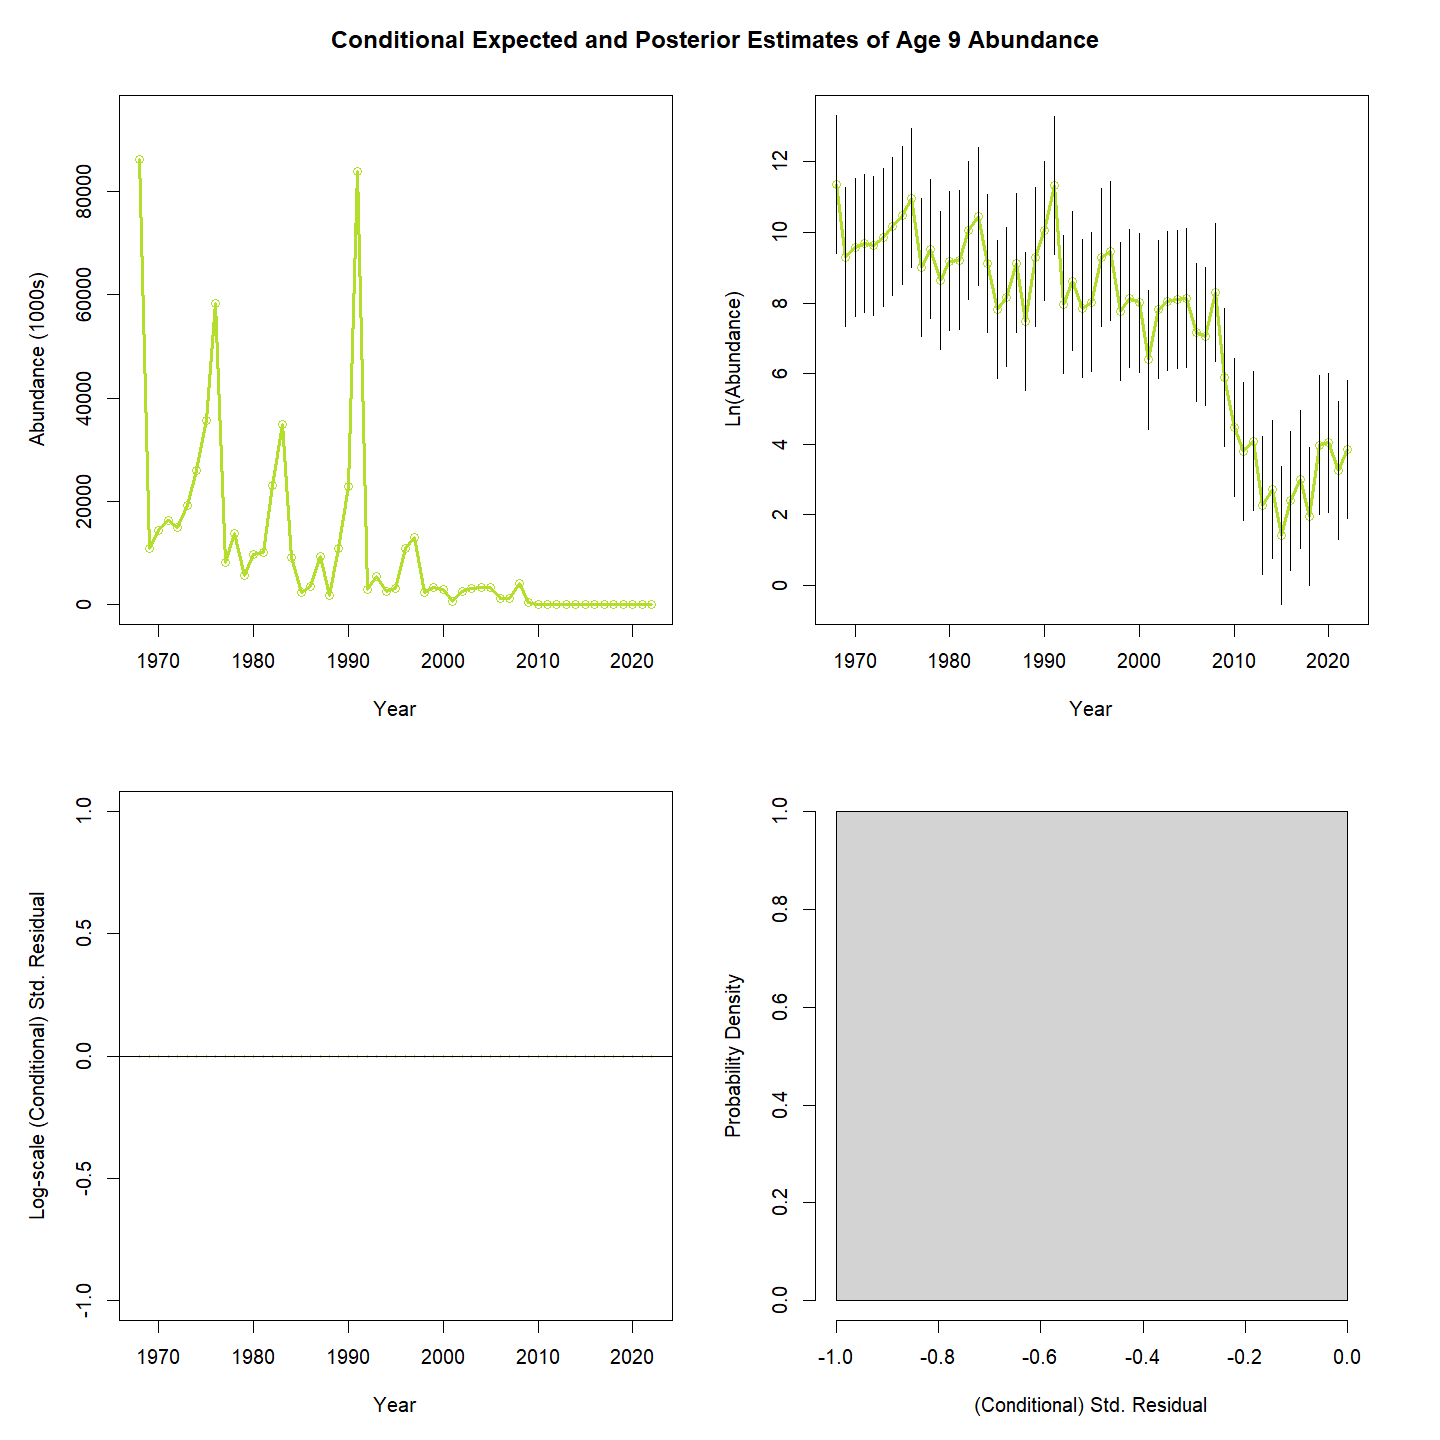 Conditional Expected and Posterior Estimates of Age 9 Abundance
Abundance (1000s)
0 20000 40000 60000 80000
1970 1980 1990 2000 2010 2020
Year
Ln(Abundance)
0 2 4 6 8 10 12
1970 1980 1990 2000 2010 2020
Year
Log-scale (Conditional) Std. Residual
-1.0 -0.5 0.0 0.5 1.0
1970 1980 1990 2000 2010 2020
Year
Probability Density
0.0 0.2 0.4 0.6 0.8 1.0
-1.0 -0.8 -0.6 -0.4 -0.2 0.0
(Conditional) Std. Residual